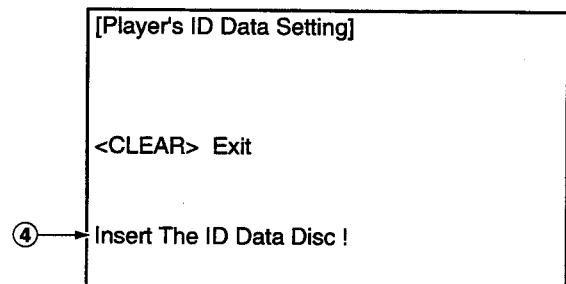 [Player's ID Data Setting]
<CLEAR> Exit
④ Insert The ID Data Disc !